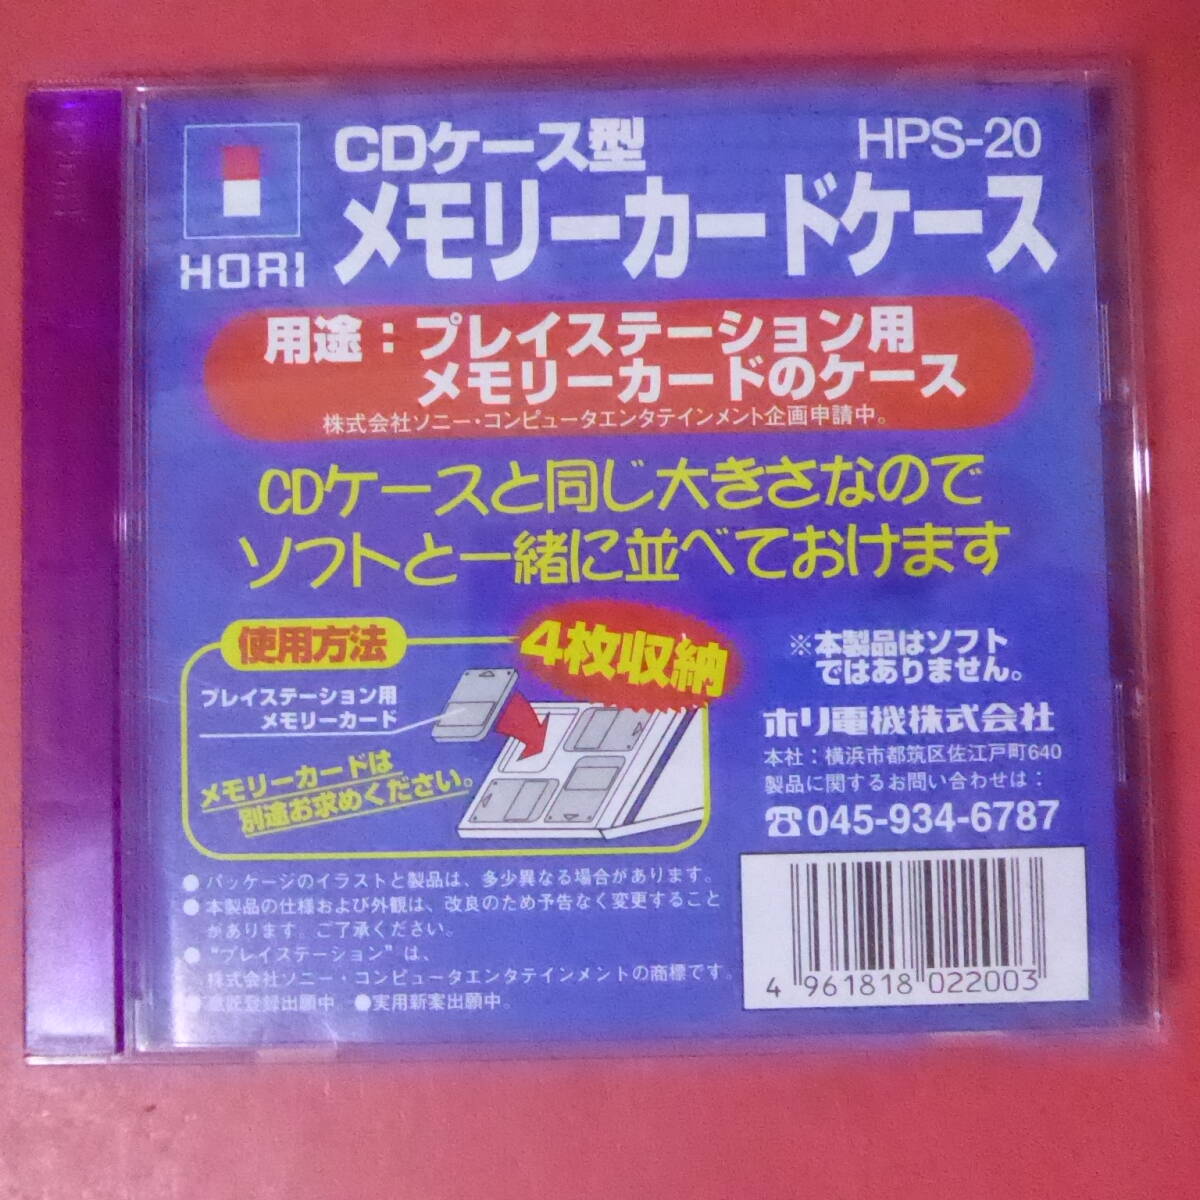 HORI
CDケース型
HPS-20
メモリーカードケース
用途：プレイステーション用
メモリーカードのケース
株式会社ソニー・コンピュータエンタテインメント企画申請中。
CDケースと同じ大きさなので
ソフトと一緒に並べておけます
使用方法
4枚収納
プレイステーション用
メモリーカード
メモリーカードは
別途お求めください。
※本製品はソフト
ではありません。
ホリ電機株式会社
本社：横浜市都筑区佐江戸町640
製品に関するお問い合わせは：
☎045-934-6787
●パッケージのイラストと製品は、多少異なる場合があります。
●本製品の仕様および外観は、改良のため予告なく変更すること
があります。ご了承ください。
●"プレイステーション"は、
株式会社ソニー・コンピュータエンタテインメントの商標です。
●意匠登録出願中。●実用新案出願中。
4 961818 022003